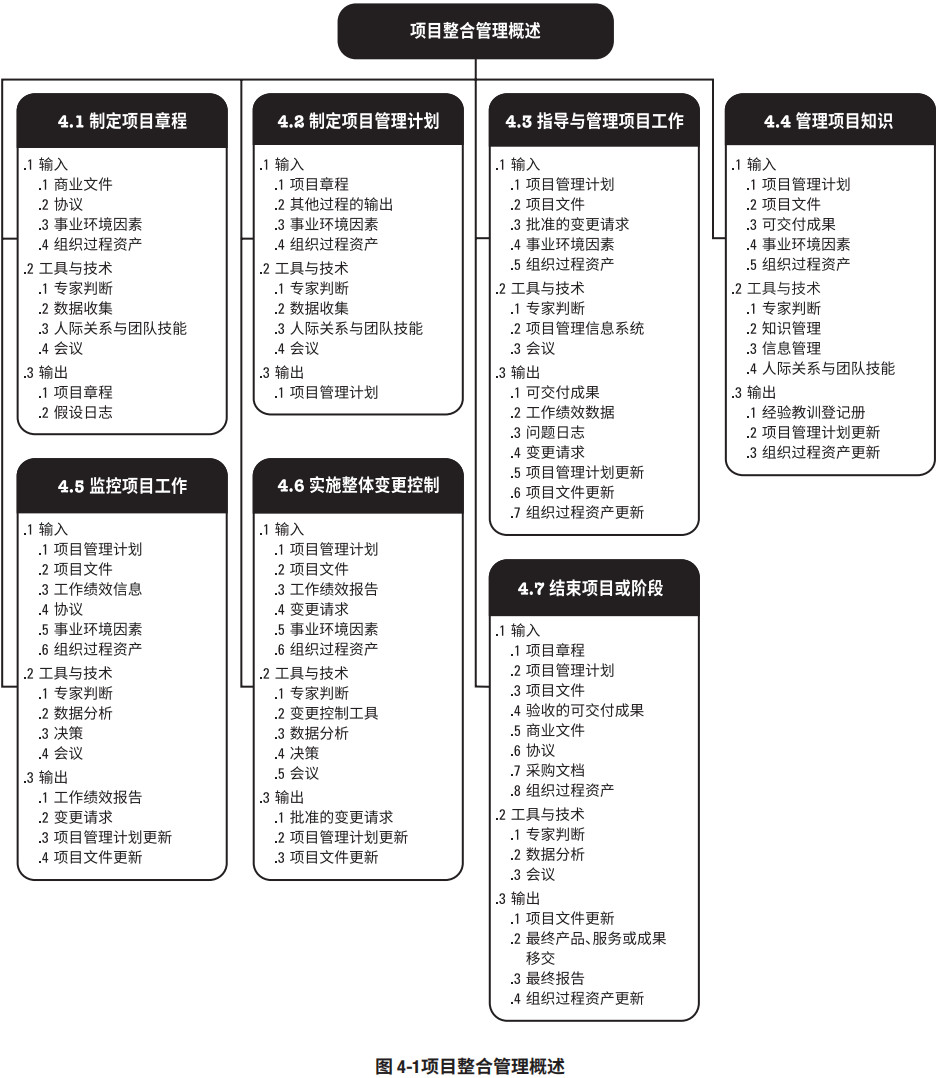 项目整合管理概述
4.1 制定项目章程
.1 输入
.1 商业文件
.2 协议
.3 事业环境因素
.4 组织过程资产
.2 工具与技术
.1 专家判断
.2 数据收集
.3 人际关系与团队技能
.4 会议
.3 输出
.1 项目章程
.2 假设日志
4.2 制定项目管理计划
.1 输入
.1 项目章程
.2 其他过程的输出
.3 事业环境因素
.4 组织过程资产
.2 工具与技术
.1 专家判断
.2 数据收集
.3 人际关系与团队技能
.4 会议
.3 输出
.1 项目管理计划
4.3 指导与管理项目工作
.1 输入
.1 项目管理计划
.2 项目文件
.3 批准的变更请求
.4 事业环境因素
.5 组织过程资产
.2 工具与技术
.1 专家判断
.2 项目管理信息系统
.3 会议
.3 输出
.1 可交付成果
.2 工作绩效数据
.3 问题日志
.4 变更请求
.5 项目管理计划更新
.6 项目文件更新
.7 组织过程资产更新
4.4 管理项目知识
.1 输入
.1 项目管理计划
.2 项目文件
.3 可交付成果
.4 事业环境因素
.5 组织过程资产
.2 工具与技术
.1 专家判断
.2 知识管理
.3 信息管理
.4 人际关系与团队技能
.3 输出
.1 经验教训登记册
.2 项目管理计划更新
.3 组织过程资产更新
4.5 监控项目工作
.1 输入
.1 项目管理计划
.2 项目文件
.3 工作绩效信息
.4 协议
.5 事业环境因素
.6 组织过程资产
.2 工具与技术
.1 专家判断
.2 数据分析
.3 决策
.4 会议
.3 输出
.1 工作绩效报告
.2 变更请求
.3 项目管理计划更新
.4 项目文件更新
4.6 实施整体变更控制
.1 输入
.1 项目管理计划
.2 项目文件
.3 工作绩效报告
.4 变更请求
.5 事业环境因素
.6 组织过程资产
.2 工具与技术
.1 专家判断
.2 变更控制工具
.3 数据分析
.4 决策
.5 会议
.3 输出
.1 批准的变更请求
.2 项目管理计划更新
.3 项目文件更新
4.7 结束项目或阶段
.1 输入
.1 项目章程
.2 项目管理计划
.3 项目文件
.4 验收的可交付成果
.5 商业文件
.6 协议
.7 采购文档
.8 组织过程资产
.2 工具与技术
.1 专家判断
.2 数据分析
.3 会议
.3 输出
.1 项目文件更新
.2 最终产品、服务或成果
移交
.3 最终报告
.4 组织过程资产更新
图 4-1项目整合管理概述